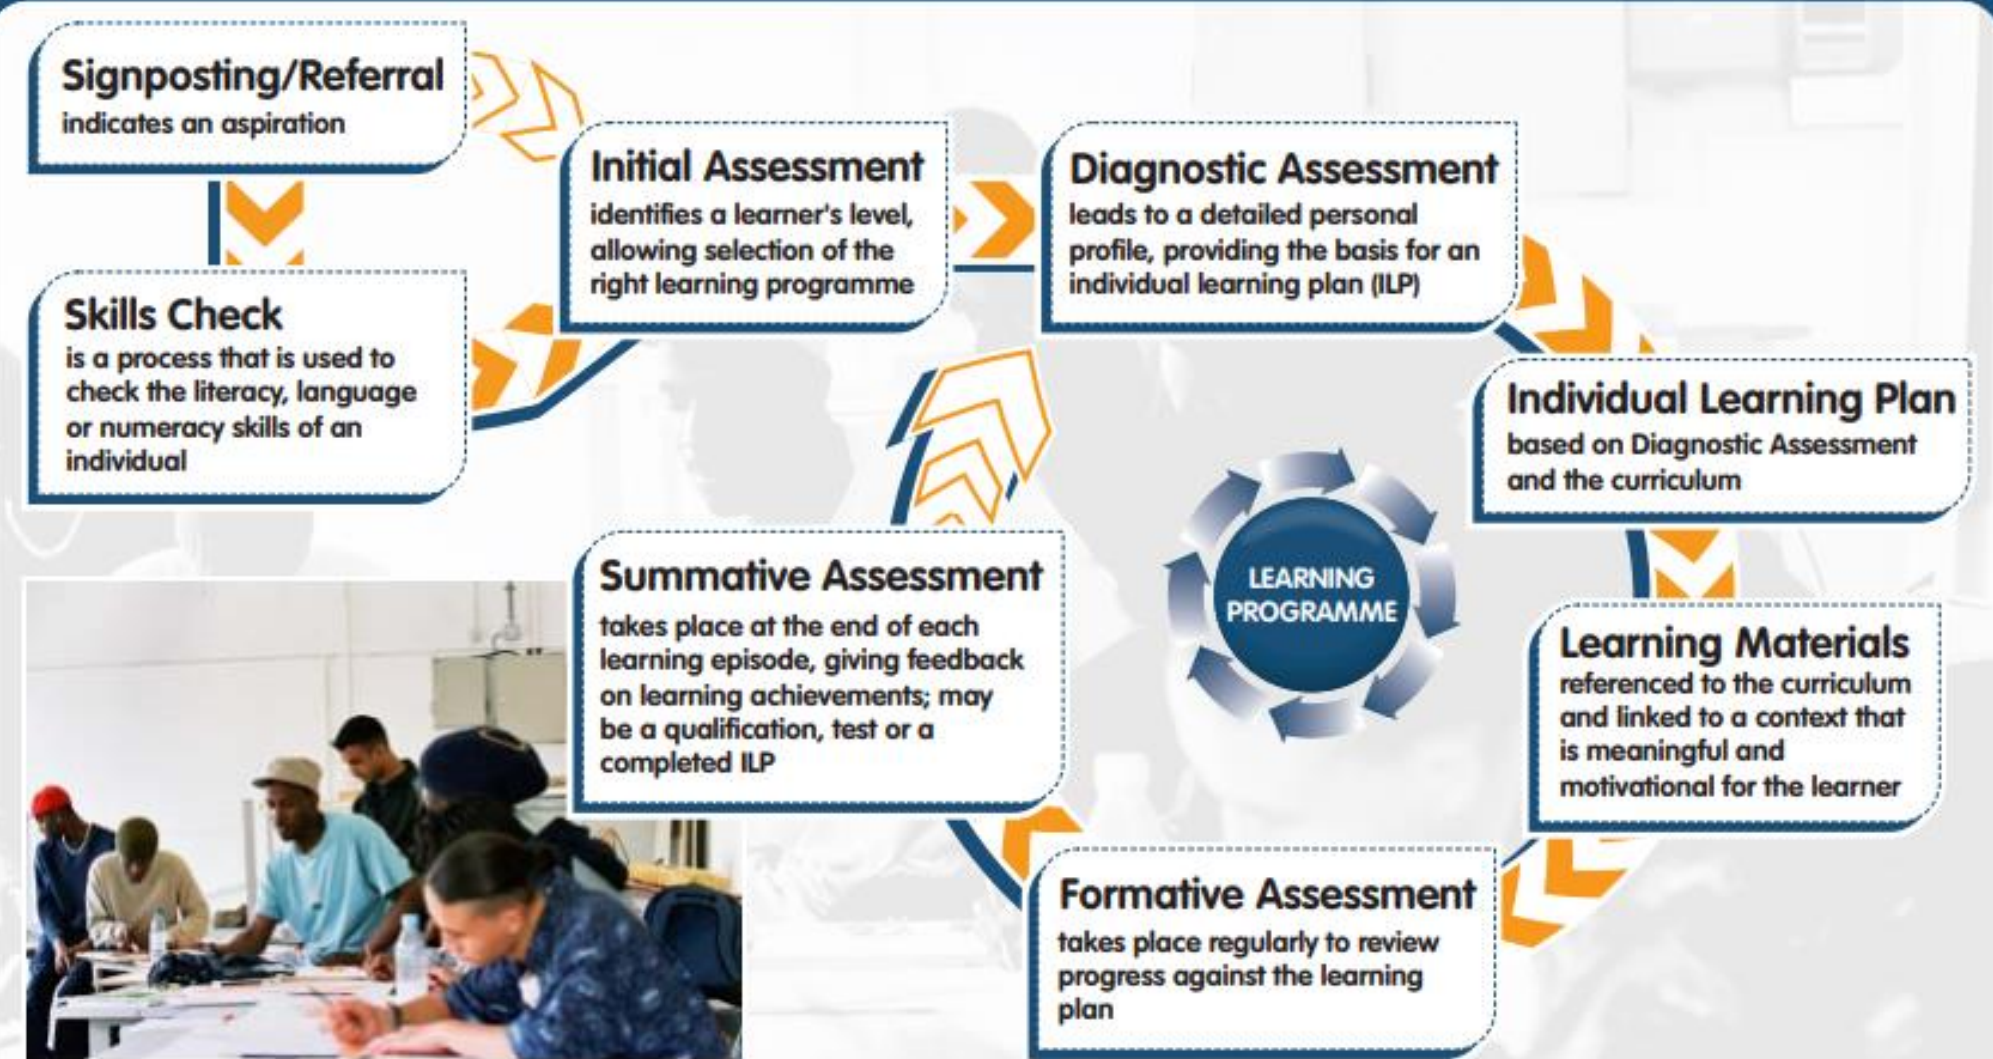 Signposting/Referral
indicates an aspiration
Skills Check
is a process that is used to
check the literacy, language
or numeracy skills of an
individual
Initial Assessment
identifies a learner's level,
allowing selection of the
right learning programme
Diagnostic Assessment
leads to a detailed personal
profile, providing the basis for an
individual learning plan (ILP)
Individual Learning Plan
based on Diagnostic Assessment
and the curriculum
Learning Materials
referenced to the curriculum
and linked to a context that
is meaningful and
motivational for the learner
Formative Assessment
takes place regularly to review
progress against the learning
plan
Summative Assessment
takes place at the end of each
learning episode, giving feedback
on learning achievements; may
be a qualification, test or a
completed ILP
LEARNING
PROGRAMME